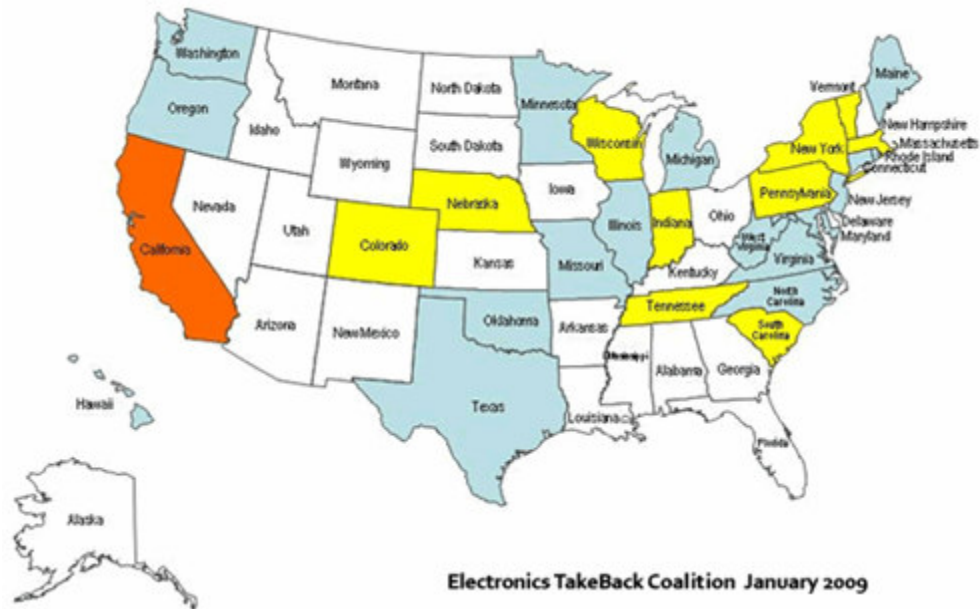 Washington
Montana
North Dakota
Minnesota
Vermont
Maine
Oregon
Idaho
South Dakota
Wisconsin
Michigan
New York
New Hampshire
Massachusetts
Rhode Island
Connecticut
Wyoming
Iowa
Pennsylvania
New Jersey
Nebraska
Nevada
Utah
Colorado
Illinois
Indiana
Ohio
Delaware
Maryland
West
Virginia
Virginia
California
Kansas
Missouri
Kentucky
North
Carolina
Tennessee
Arizona
New Mexico
Oklahoma
Arkansas
South
Carolina
Mississippi
Alabama
Georgia
Texas
Louisiana
Florida
Hawaii
Alaska
Electronics TakeBack Coalition January 2009